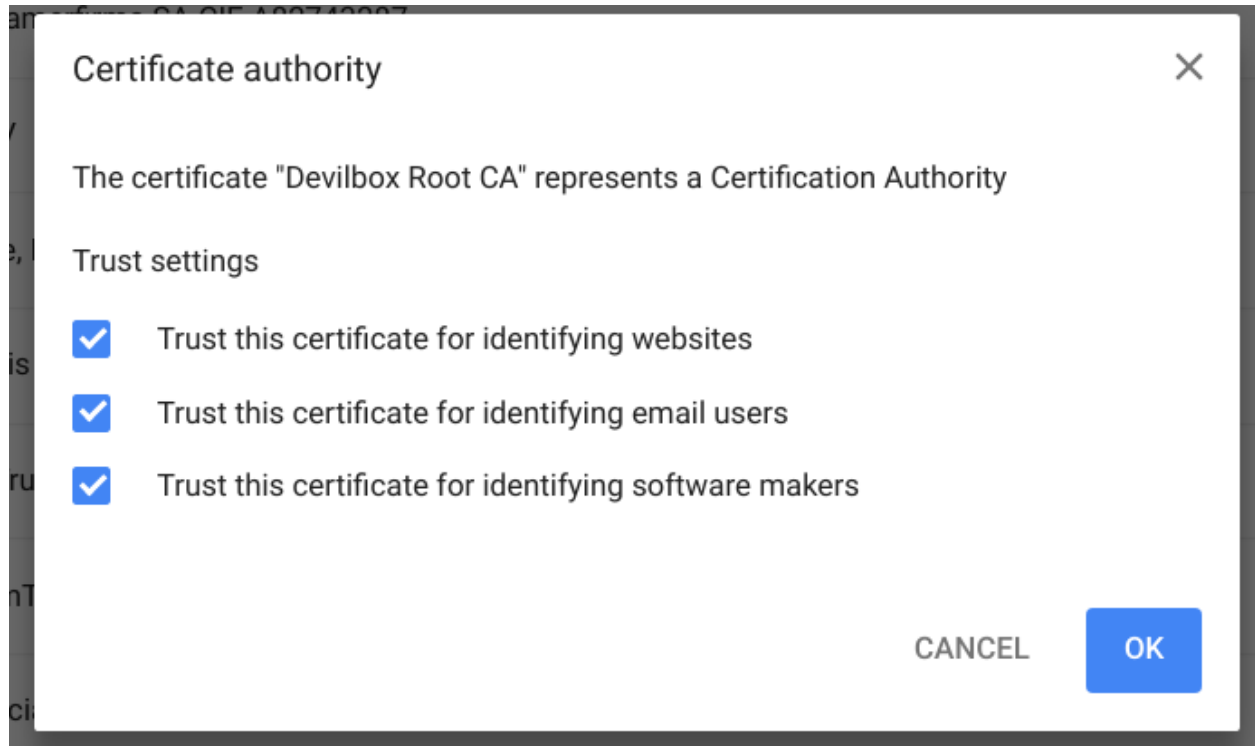 Certificate authority
The certificate "Devilbox Root CA" represents a Certification Authority
Trust settings
Trust this certificate for identifying websites
Trust this certificate for identifying email users
Trust this certificate for identifying software makers
CANCEL
OK